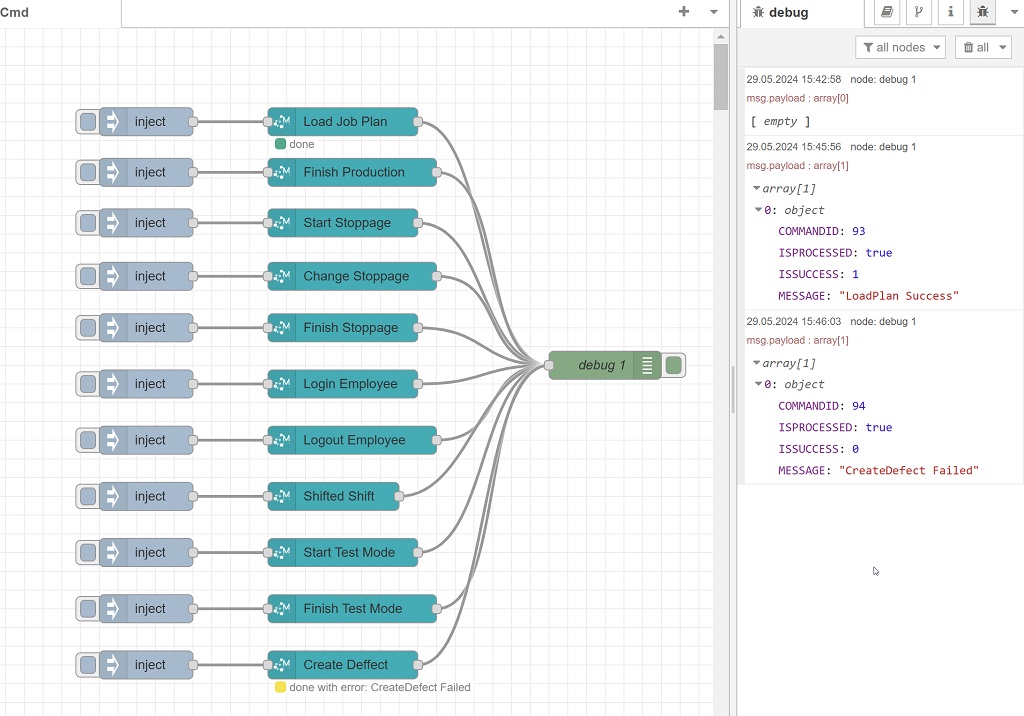 Cmd
inject
Load Job Plan
done
inject
Finish Production
inject
Start Stoppage
inject
Change Stoppage
inject
Finish Stoppage
inject
Login Employee
inject
Logout Employee
inject
Shifted Shift
inject
Start Test Mode
inject
Finish Test Mode
inject
Create Deffect
done with error: CreateDefect Failed
debug 1
debug
all nodes
all
29.05.2024 15:42:58 node: debug 1
msg.payload : array[0]
[ empty ]
29.05.2024 15:45:56 node: debug 1
msg.payload : array[1]
array[1]
0: object
COMMANDID: 93
ISPROCESSED: true
ISSUCCESS: 1
MESSAGE: "LoadPlan Success"
29.05.2024 15:46:03 node: debug 1
msg.payload : array[1]
array[1]
0: object
COMMANDID: 94
ISPROCESSED: true
ISSUCCESS: 0
MESSAGE: "CreateDefect Failed"